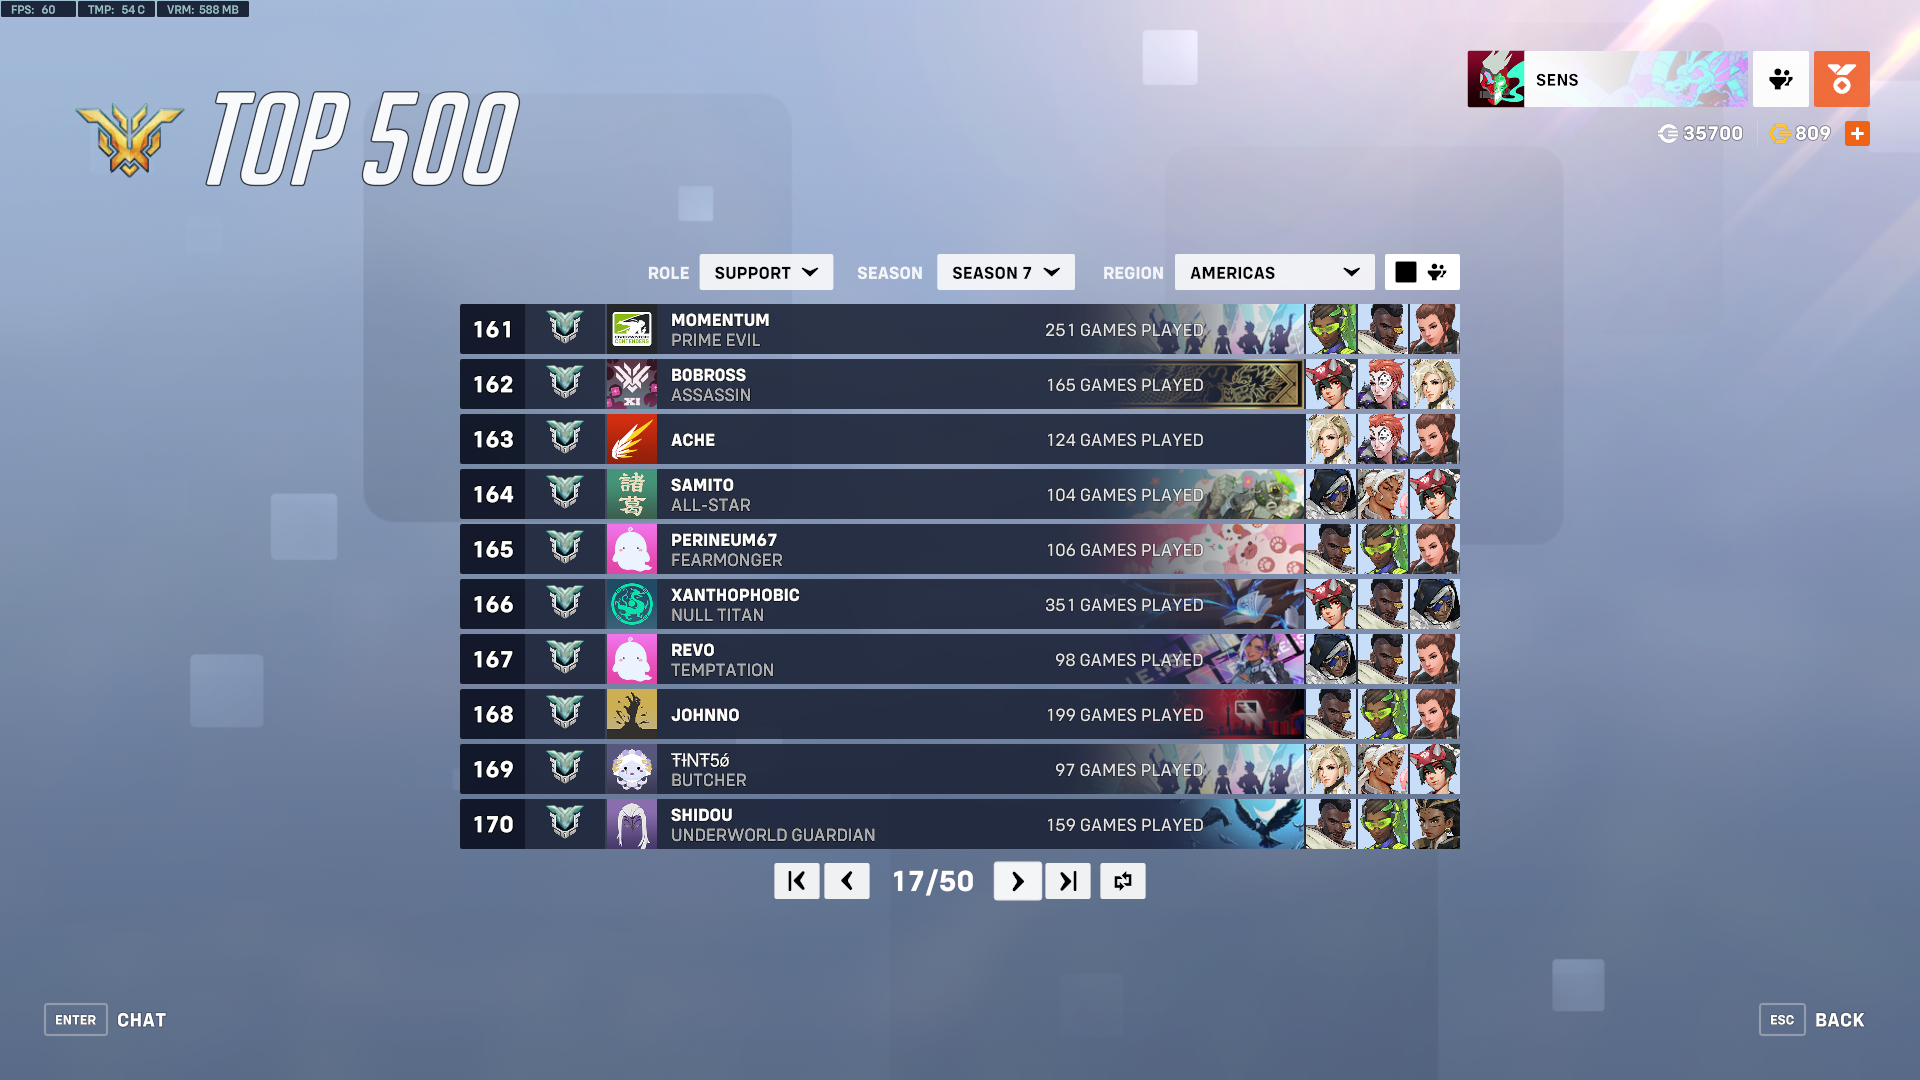 FPS: 60 TMP: 54 C VRM: 588 MB
TOP 500
SENS
35700 809
ROLE SUPPORT SEASON SEASON 7 REGION AMERICAS
161 MOMENTUM 251 GAMES PLAYED
PRIME EVIL
162 BOBROSS 165 GAMES PLAYED
ASSASSIN
XI
163 ACHE 124 GAMES PLAYED
164 諸葛 SAMITO 104 GAMES PLAYED
ALL-STAR
165 PERINEUM67 106 GAMES PLAYED
FEARMONGER
166 XANTHOPHOBIC 351 GAMES PLAYED
NULL TITAN
167 REVO 98 GAMES PLAYED
TEMPTATION
168 JOHNNO 199 GAMES PLAYED
169 ŦƗNŦ5ǿ 97 GAMES PLAYED
BUTCHER
170 SHIDOU 159 GAMES PLAYED
UNDERWORLD GUARDIAN
17/50
ENTER CHAT
ESC BACK